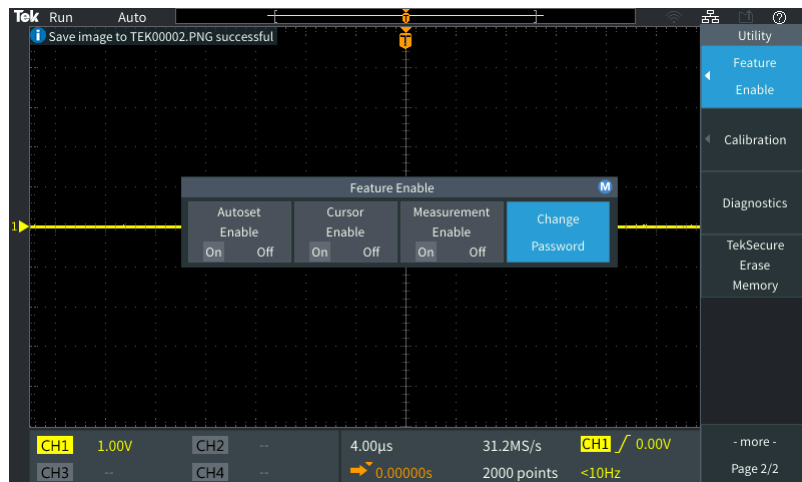 Tek Run Auto
T
i Save image to TEK00002.PNG successful
T
Utility
Feature
Enable
Calibration
Diagnostics
TekSecure
Erase
Memory
Feature Enable M
Autoset
Enable
On Off
Cursor
Enable
On Off
Measurement
Enable
On Off
Change
Password
1
CH1 1.00V CH2 -- 4.00µs 31.2MS/s CH1 0.00V
CH3 -- CH4 -- 0.00000s 2000 points <10Hz
- more -
Page 2/2